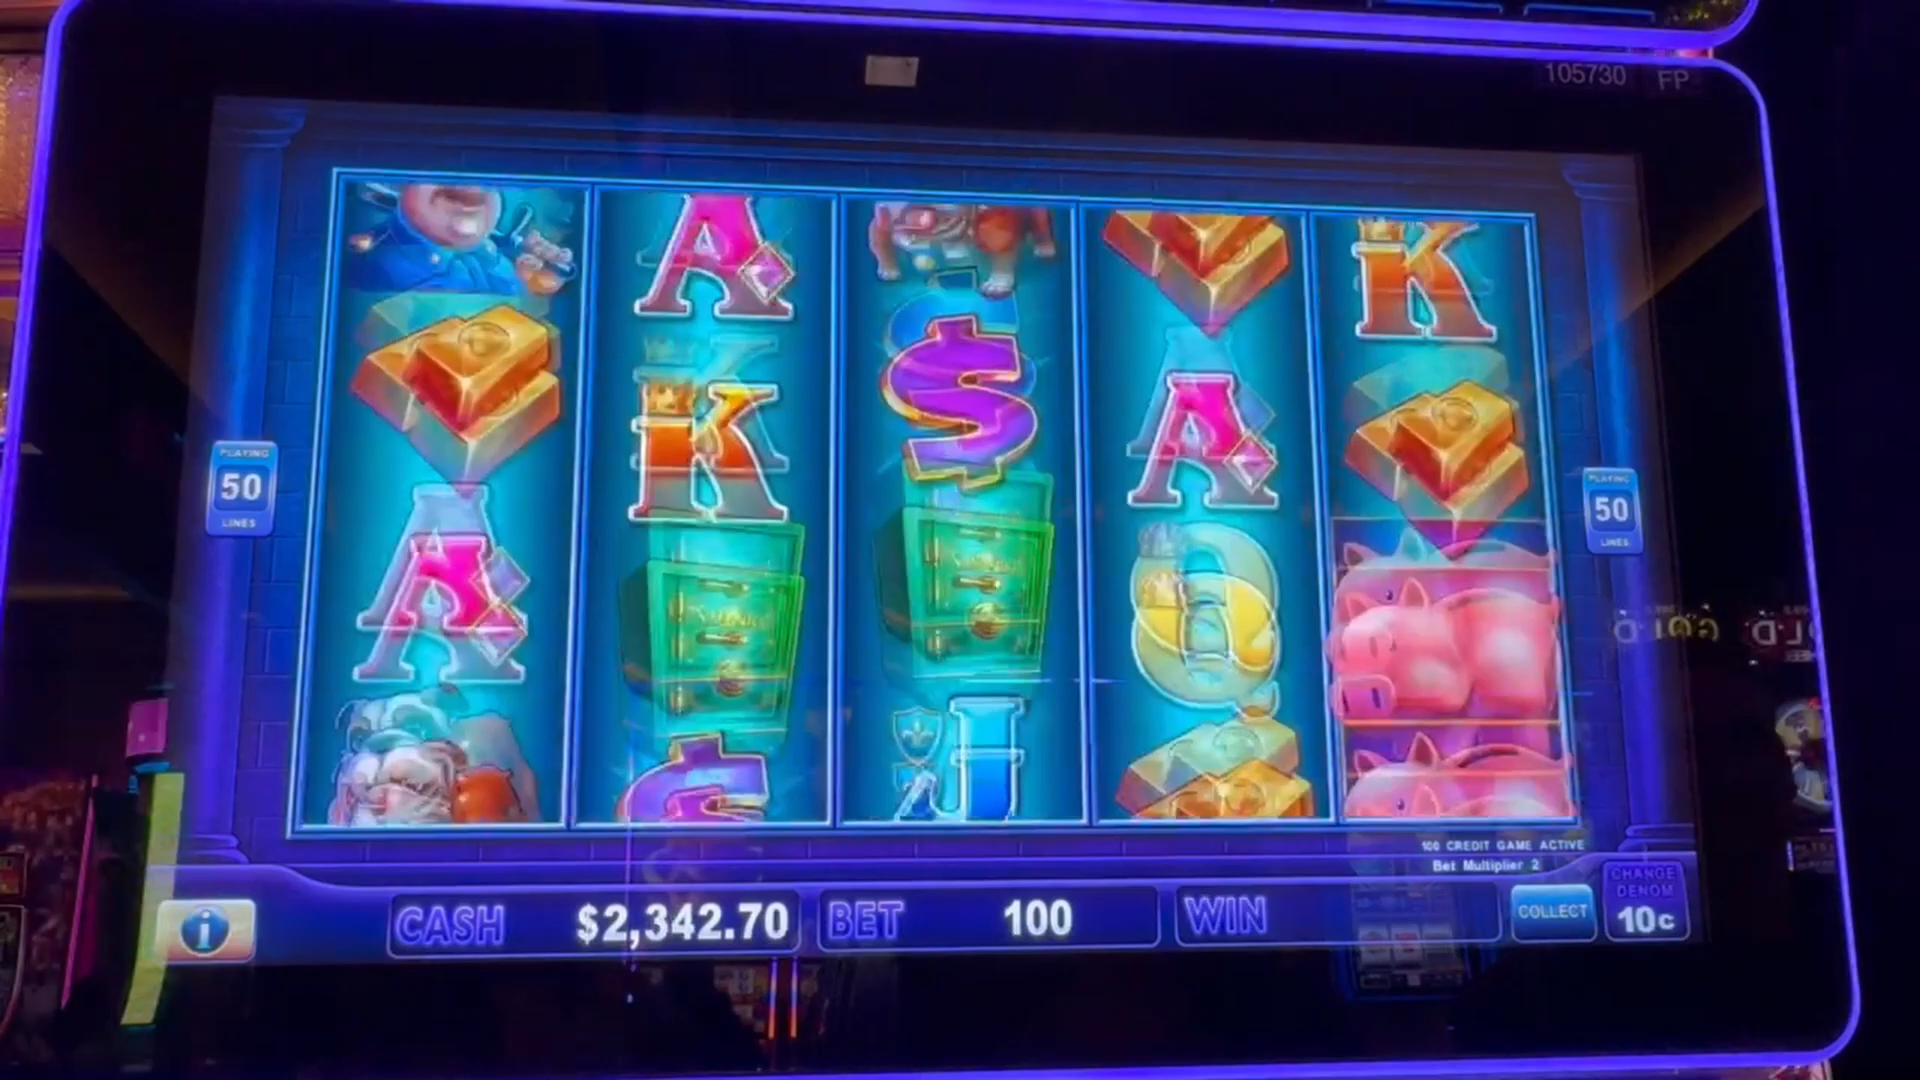 105730 FP
A
K
K
$
A
PLAYING
50
LINES
PLAYING
50
LINES
A
Q
J
100 CREDIT GAME ACTIVE
Bet Multiplier 2
CASH $2,342.70
BET 100
WIN
COLLECT
CHANGE
DENOM
10¢